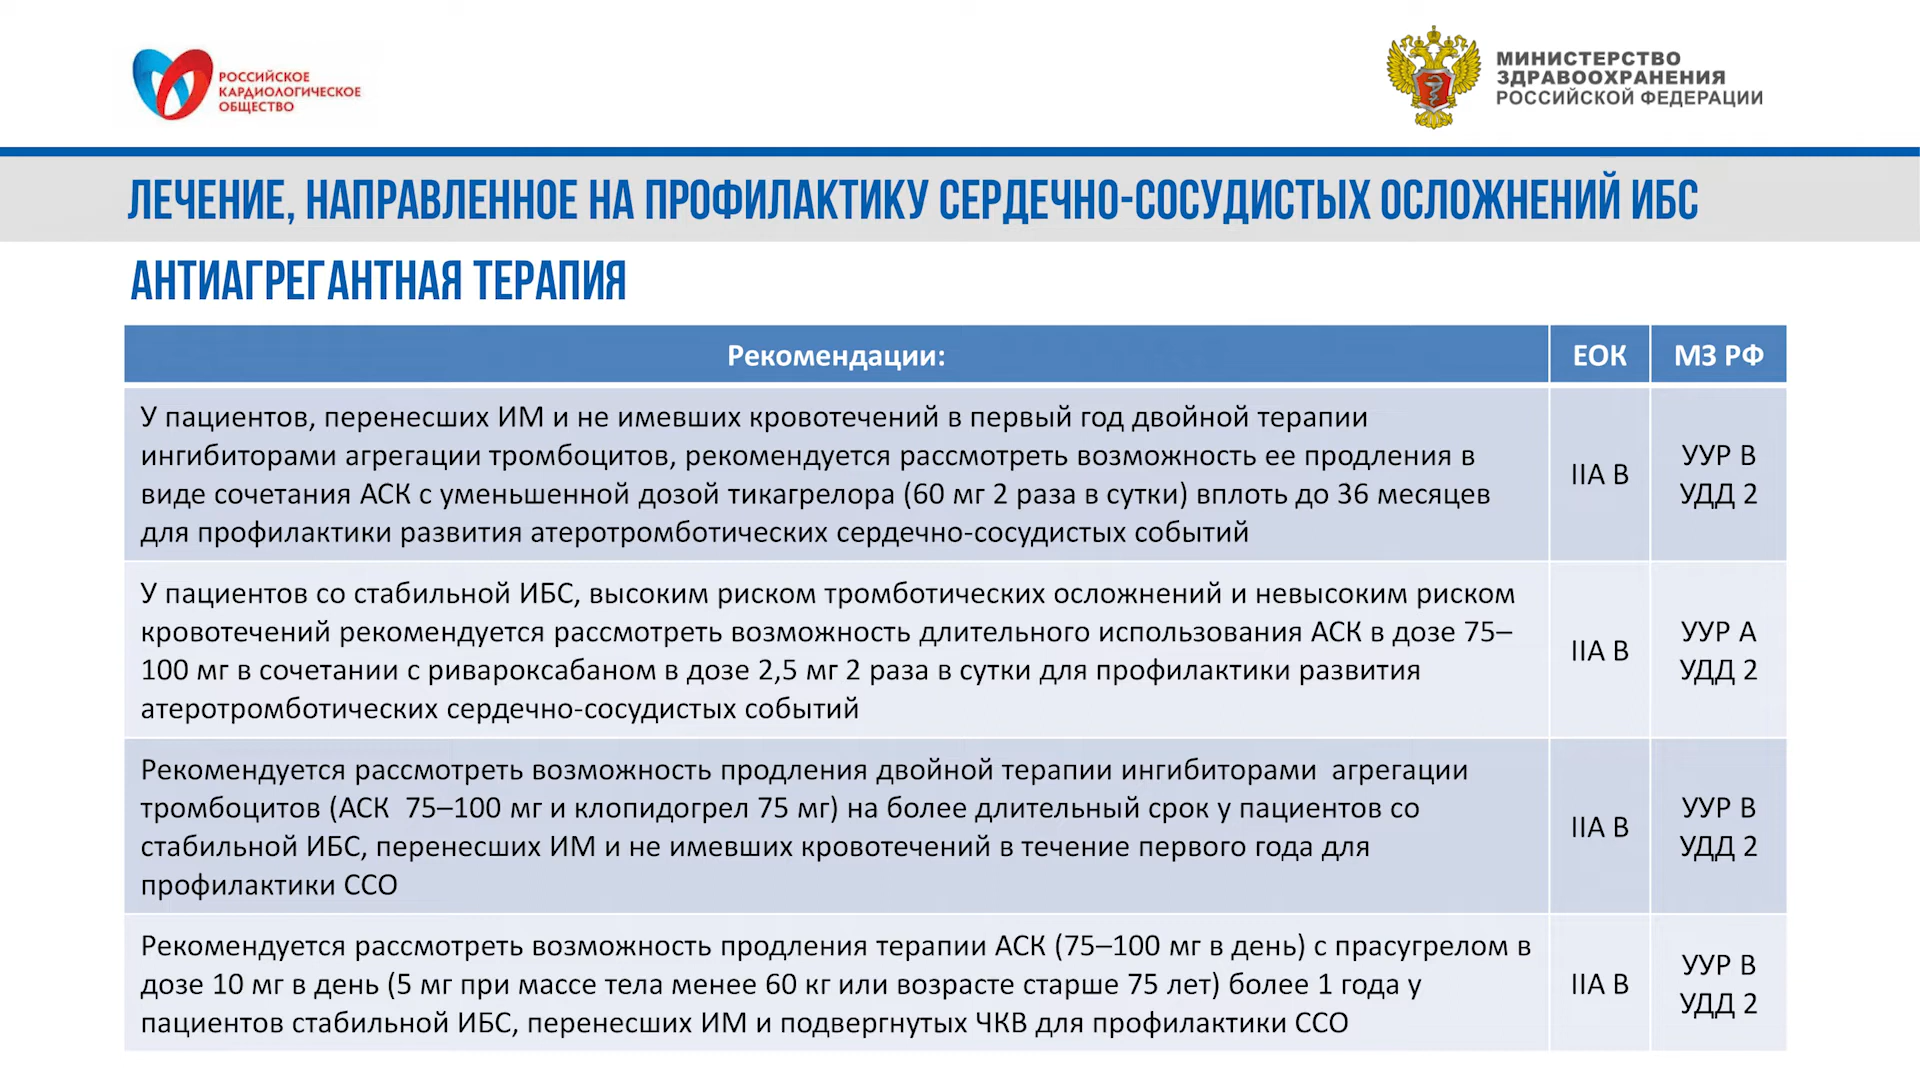 РОССИЙСКОЕ
КАРДИОЛОГИЧЕСКОЕ
ОБЩЕСТВО
МИНИСТЕРСТВО
ЗДРАВООХРАНЕНИЯ
РОССИЙСКОЙ ФЕДЕРАЦИИ
ЛЕЧЕНИЕ, НАПРАВЛЕННОЕ НА ПРОФИЛАКТИКУ СЕРДЕЧНО-СОСУДИСТЫХ ОСЛОЖНЕНИЙ ИБС
АНТИАГРЕГАНТНАЯ ТЕРАПИЯ
Рекомендации: ЕОК МЗ РФ
У пациентов, перенесших ИМ и не имевших кровотечений в первый год двойной терапии
ингибиторами агрегации тромбоцитов, рекомендуется рассмотреть возможность ее продления в
виде сочетания АСК с уменьшенной дозой тикагрелора (60 мг 2 раза в сутки) вплоть до 36 месяцев
для профилактики развития атеротромботических сердечно-сосудистых событий
IIA B
УУР В
УДД 2
У пациентов со стабильной ИБС, высоким риском тромботических осложнений и невысоким риском
кровотечений рекомендуется рассмотреть возможность длительного использования АСК в дозе 75–
100 мг в сочетании с ривароксабаном в дозе 2,5 мг 2 раза в сутки для профилактики развития
атеротромботических сердечно-сосудистых событий
IIA B
УУР А
УДД 2
Рекомендуется рассмотреть возможность продления двойной терапии ингибиторами агрегации
тромбоцитов (АСК 75–100 мг и клопидогрел 75 мг) на более длительный срок у пациентов со
стабильной ИБС, перенесших ИМ и не имевших кровотечений в течение первого года для
профилактики ССО
IIA B
УУР В
УДД 2
Рекомендуется рассмотреть возможность продления терапии АСК (75–100 мг в день) с прасугрелом в
дозе 10 мг в день (5 мг при массе тела менее 60 кг или возрасте старше 75 лет) более 1 года у
пациентов стабильной ИБС, перенесших ИМ и подвергнутых ЧКВ для профилактики ССО
IIA B
УУР В
УДД 2